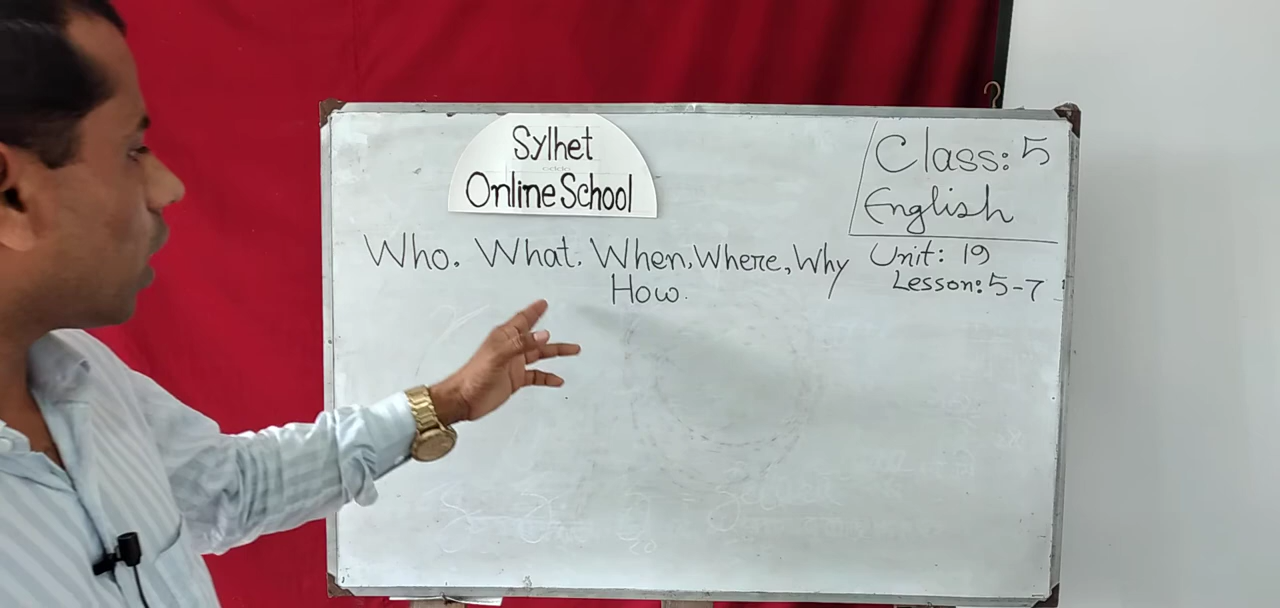 Sylhet
Online School
Class: 5
English
Who. What. When, Where, Why
How.
Unit: 19
Lesson: 5-7